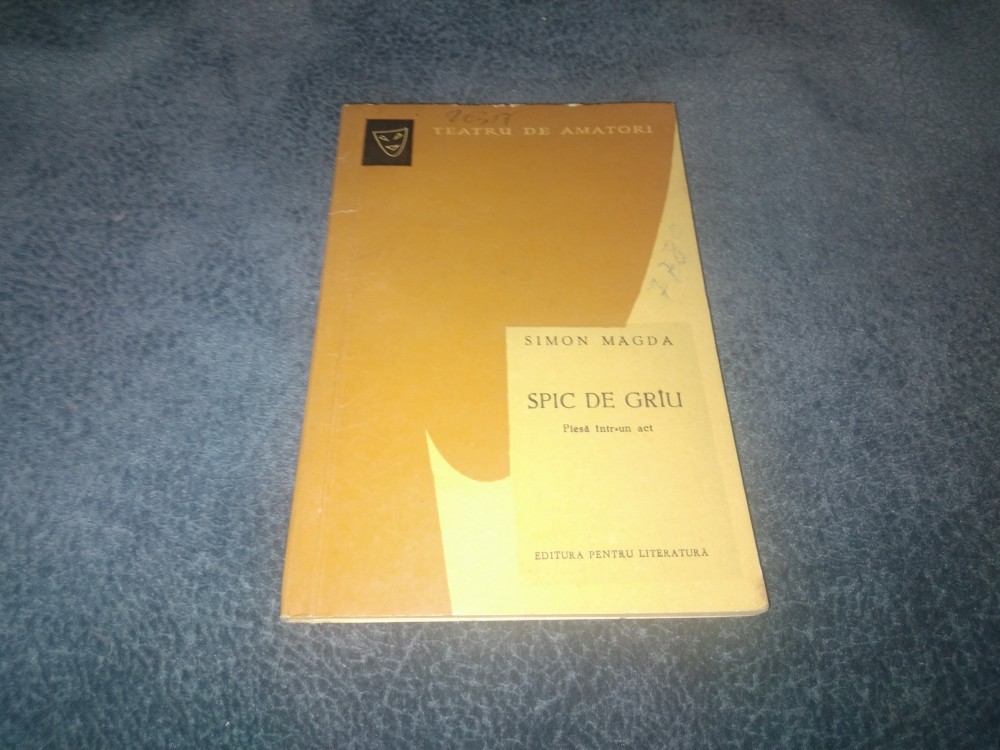 TEATRU DE AMATORI
SIMON MAGDA
SPIC DE GRÎU
Piesă într-un act
EDITURA PENTRU LITERATURĂ